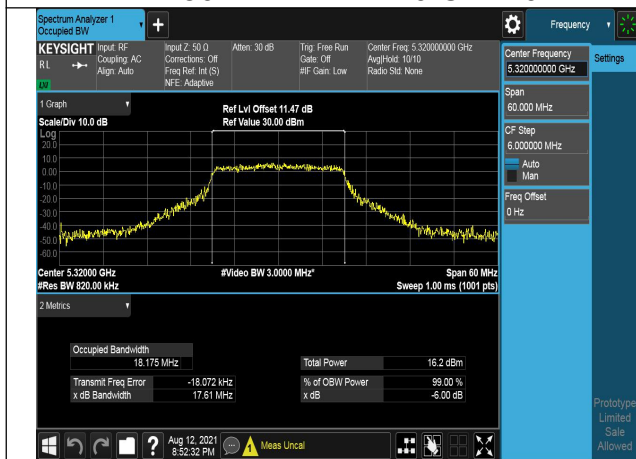 Spectrum Analyzer 1
Occupied BW
Frequency
KEYSIGHT
RL
Input: RF
Coupling: AC
Align: Auto
Input Z: 50 Ω
Corrections: Off
Freq Ref: Int (S)
NFE: Adaptive
Atten: 30 dB
Trig: Free Run
Gate: Off
#IF Gain: Low
Center Freq: 5.320000000 GHz
Avg|Hold: 10/10
Radio Std: None
Center Frequency
5.320000000 GHz
Settings
Span
60.000 MHz
CF Step
6.000000 MHz
Auto
Man
Freq Offset
0 Hz
1 Graph
Scale/Div 10.0 dB
Ref Lvl Offset 11.47 dB
Ref Value 30.00 dBm
Log
20.0
10.0
0.00
-10.0
-20.0
-30.0
-40.0
-50.0
-60.0
Center 5.32000 GHz
#Res BW 820.00 kHz
#Video BW 3.0000 MHz*
Span 60 MHz
Sweep 1.00 ms (1001 pts)
2 Metrics
Occupied Bandwidth
18.175 MHz
Total Power 16.2 dBm
Transmit Freq Error -18.072 kHz
% of OBW Power 99.00 %
x dB Bandwidth 17.61 MHz
x dB -6.00 dB
Prototype
Limited
Sale
Allowed
Aug 12, 2021
8:52:32 PM
Meas Uncal